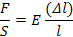 F/S = E (Δl)/l